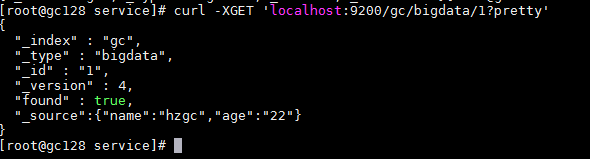 [root@gc128 service]# curl -XGET 'localhost:9200/gc/bigdata/1?pretty'
{
  "_index" : "gc",
  "_type" : "bigdata",
  "_id" : "1",
  "_version" : 4,
  "found" : true,
  "_source":{"name":"hzgc","age":"22"}
}
[root@gc128 service]#